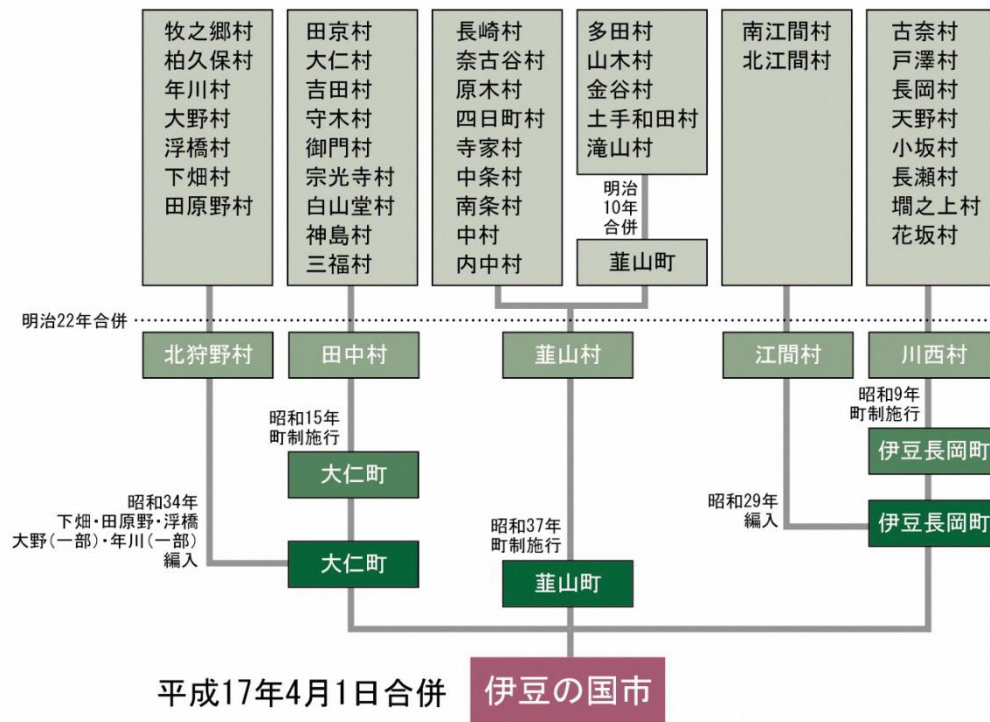 牧之郷村
柏久保村
年川村
大野村
浮橋村
下畑村
田原野村
田京村
大仁村
吉田村
守木村
御門村
宗光寺村
白山堂村
神島村
三福村
長崎村
奈古谷村
原木村
四日町村
寺家村
中条村
南条村
中村
内中村
多田村
山木村
金谷村
土手和田村
滝山村
明治
10年
合併
韮山町
南江間村
北江間村
古奈村
戸澤村
長岡村
天野村
小坂村
長瀬村
墹之上村
花坂村
明治22年合併
北狩野村
田中村
韮山村
江間村
川西村
昭和15年
町制施行
昭和9年
町制施行
大仁町
伊豆長岡町
昭和34年
下畑・田原野・浮橋
大野(一部)・年川(一部)
編入
昭和37年
町制施行
昭和29年
編入
大仁町
韮山町
伊豆長岡町
平成17年4月1日合併
伊豆の国市